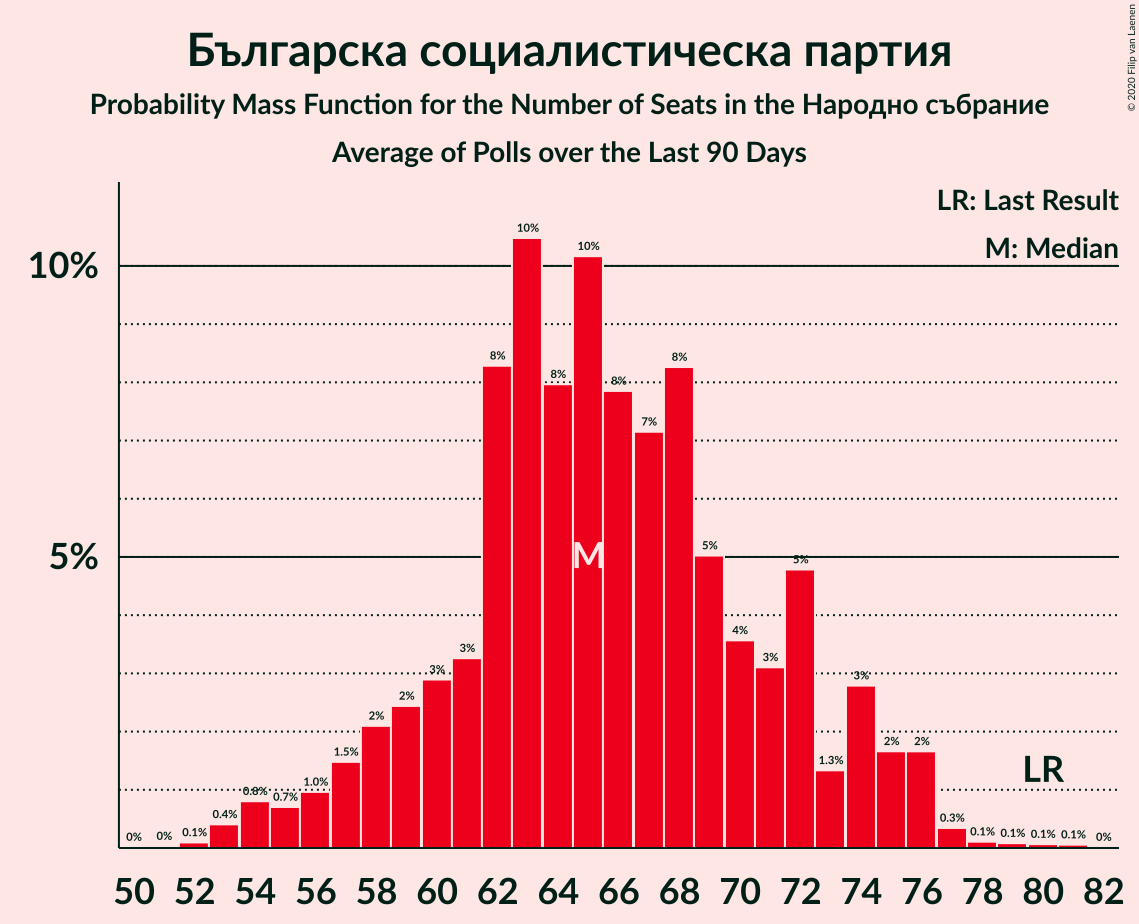 Българска социалистическа партия
Probability Mass Function for the Number of Seats in the Народно събрание
Average of Polls over the Last 90 Days
© 2020 Filip van Laenen
LR: Last Result
M: Median
10%
5%
0% 0% 0.1% 0.4% 0.8% 0.7% 1.0% 1.5% 2% 2% 3% 3% 8% 10% 8% 10% 8% 7% 8% 5% 4% 3% 5% 1.3% 3% 2% 2% 0.3% 0.1% 0.1% 0.1% 0.1% 0%
M
LR
50 52 54 56 58 60 62 64 66 68 70 72 74 76 78 80 82